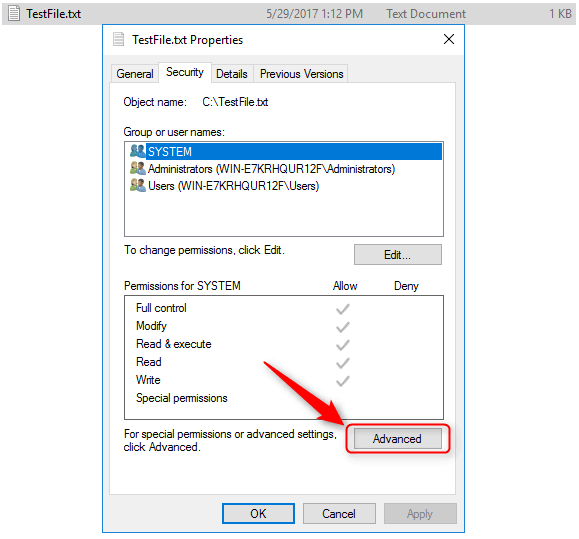 TestFile.txt 5/29/2017 1:12 PM Text Document 1 KB
TestFile.txt Properties
General Security Details Previous Versions
Object name: C:\TestFile.txt
Group or user names:
SYSTEM
Administrators (WIN-E7KRHQUR12F\Administrators)
Users (WIN-E7KRHQUR12F\Users)
To change permissions, click Edit. Edit...
Permissions for SYSTEM Allow Deny
Full control
Modify
Read & execute
Read
Write
Special permissions
For special permissions or advanced settings,
click Advanced. Advanced
OK Cancel Apply